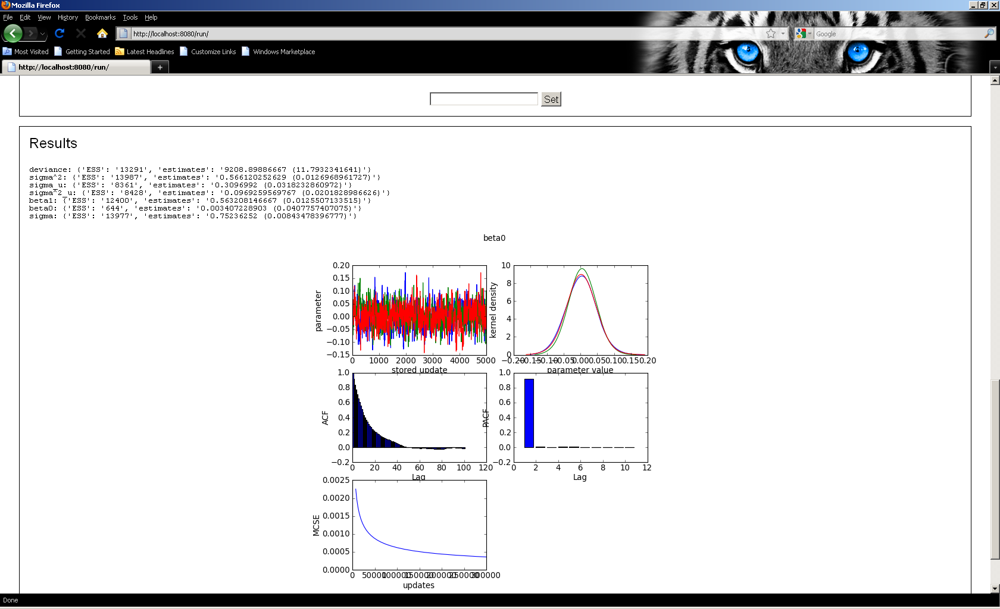 Mozilla Firefox
File Edit View History Bookmarks Tools Help
http://localhost:8080/run/
Google
Most Visited Getting Started Latest Headlines Customize Links Windows Marketplace
http://localhost:8080/run/
Set
Results
deviance: {'ESS': '13291', 'estimates': '9208.89886667 (11.7932341641)'}
sigma^2: {'ESS': '13987', 'estimates': '0.566120252629 (0.0126968961727)'}
sigma_u: {'ESS': '8361', 'estimates': '0.3096992 (0.0318232860972)'}
sigma^2_u: {'ESS': '8428', 'estimates': '0.0969259569767 (0.0201828986626)'}
beta1: {'ESS': '12400', 'estimates': '0.563208146667 (0.0125507133515)'}
beta0: {'ESS': '644', 'estimates': '0.003407228903 (0.0407757407075)'}
sigma: {'ESS': '13977', 'estimates': '0.75236252 (0.00843478396777)'}
beta0
0.20
0.15
0.10
0.05
0.00
−0.05
−0.10
−0.15
parameter
0 1000 2000 3000 4000 5000
stored update
10
8
6
4
2
0
kernel density
−0.20−0.15−0.10−0.050.000.050.100.150.20
parameter value
1.0
0.8
0.6
0.4
0.2
0.0
−0.2
ACF
0 20 40 60 80 100 120
Lag
1.0
0.8
0.6
0.4
0.2
0.0
−0.2
PACF
0 2 4 6 8 10 12
Lag
0.0025
0.0020
0.0015
0.0010
0.0005
0.0000
MCSE
0 50000 100000 150000 200000 250000 300000
updates
Done